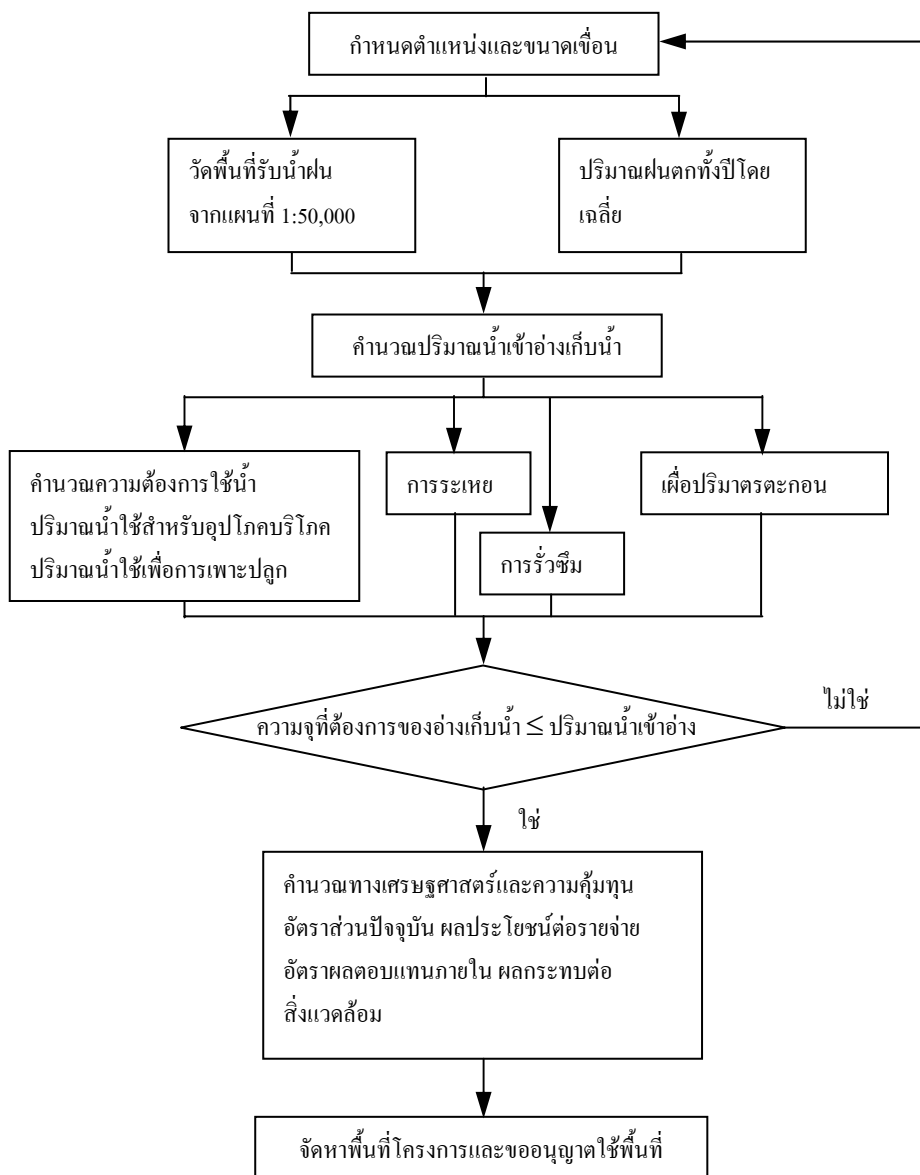 กำหนดตำแหน่งและขนาดเขื่อน
วัดพื้นที่รับน้ำฝน
จากแผนที่ 1:50,000
ปริมาณฝนตกทั้งปีโดย
เฉลี่ย
คำนวณปริมาณน้ำเข้าอ่างเก็บน้ำ
คำนวณความต้องการใช้น้ำ
ปริมาณน้ำใช้สำหรับอุปโภคบริโภค
ปริมาณน้ำใช้เพื่อการเพาะปลูก
การระเหย
การรั่วซึม
เผื่อปริมาตรตะกอน
ความจุที่ต้องการของอ่างเก็บน้ำ ≤ ปริมาณน้ำเข้าอ่าง
ไม่ใช่
ใช่
คำนวณทางเศรษฐศาสตร์และความคุ้มทุน
อัตราส่วนปัจจุบัน ผลประโยชน์ต่อรายจ่าย
อัตราผลตอบแทนภายใน ผลกระทบต่อ
สิ่งแวดล้อม
จัดหาพื้นที่โครงการและขออนุญาตใช้พื้นที่